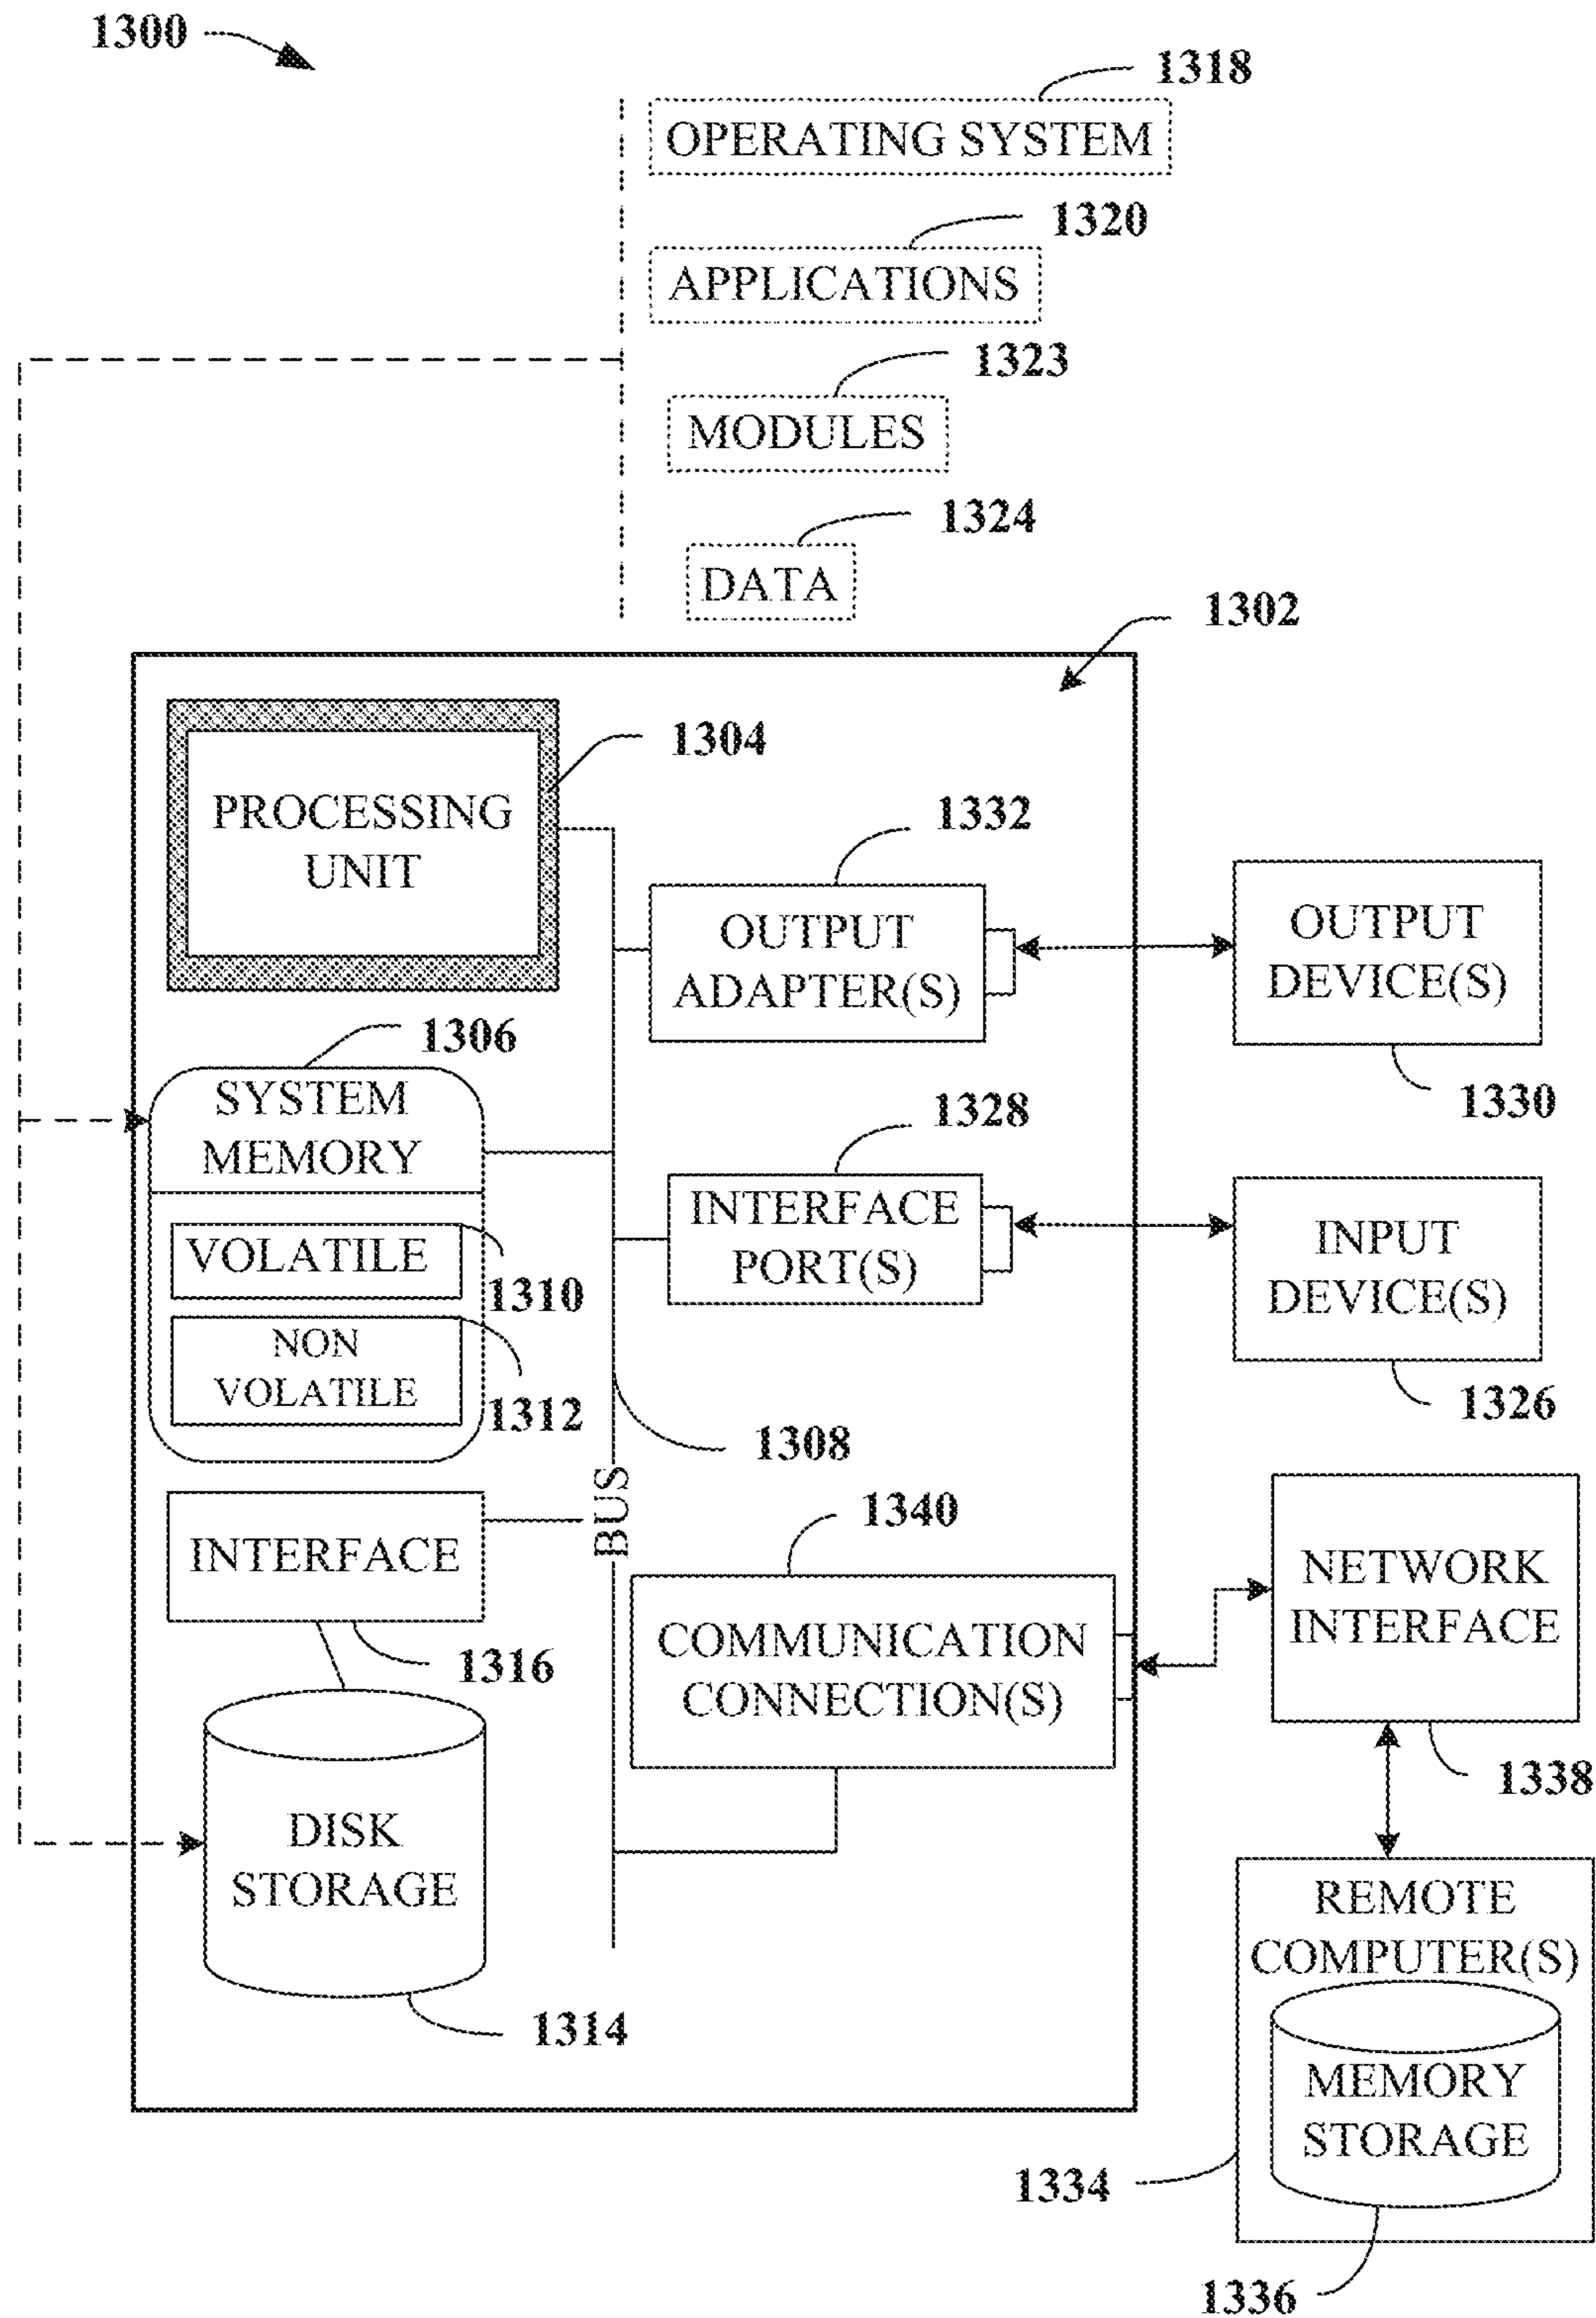 1300
1318
OPERATING SYSTEM
1320
APPLICATIONS
1323
MODULES
1324
DATA
1302
1304
PROCESSING
UNIT
1332
OUTPUT
ADAPTER(S)
OUTPUT
DEVICE(S)
1330
1306
SYSTEM
MEMORY
VOLATILE
1310
NON
VOLATILE
1312
1328
INTERFACE
PORT(S)
INPUT
DEVICE(S)
1326
1308
BUS
INTERFACE
1316
1340
COMMUNICATION
CONNECTION(S)
NETWORK
INTERFACE
1338
DISK
STORAGE
1314
REMOTE
COMPUTER(S)
MEMORY
STORAGE
1334
1336